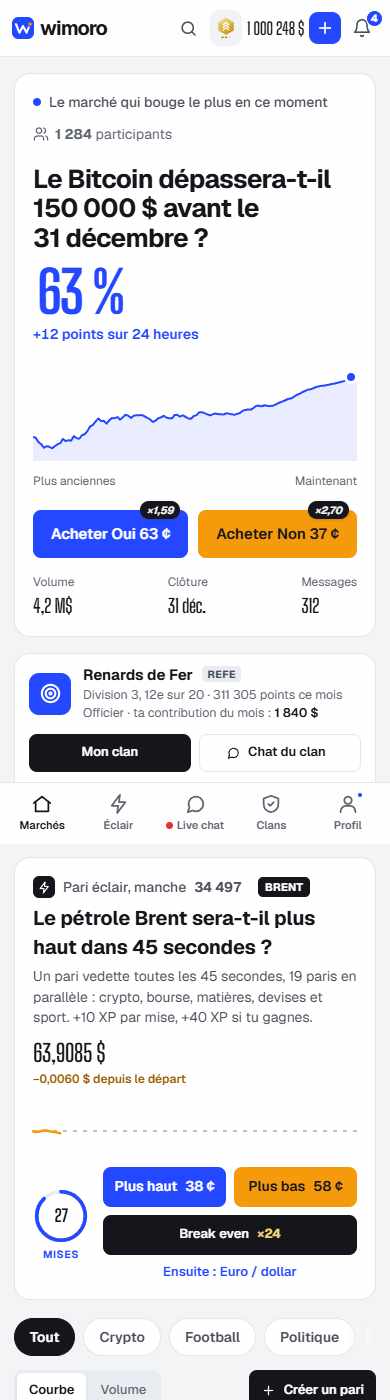 wimoro
1 000 248 $
4
Le marché qui bouge le plus en ce moment
1 284 participants
Le Bitcoin dépassera-t-il
150 000 $ avant le
31 décembre ?
63 %
+12 points sur 24 heures
Plus anciennes Maintenant
×1,59 ×2,70
Acheter Oui 63 ¢ Acheter Non 37 ¢
Volume Clôture Messages
4,2 M$ 31 déc. 312
Renards de Fer REFE
Division 3, 12e sur 20 · 311 305 points ce mois
Officier · ta contribution du mois : 1 840 $
Mon clan Chat du clan
Marchés Éclair Live chat Clans Profil
Pari éclair, manche 34 497 BRENT
Le pétrole Brent sera-t-il plus
haut dans 45 secondes ?
Un pari vedette toutes les 45 secondes, 19 paris en
parallèle : crypto, bourse, matières, devises et
sport. +10 XP par mise, +40 XP si tu gagnes.
63,9085 $
−0,0060 $ depuis le départ
Plus haut 38 ¢ Plus bas 58 ¢
27
MISES
Break even ×24
Ensuite : Euro / dollar
Tout Crypto Football Politique
Courbe Volume + Créer un pari